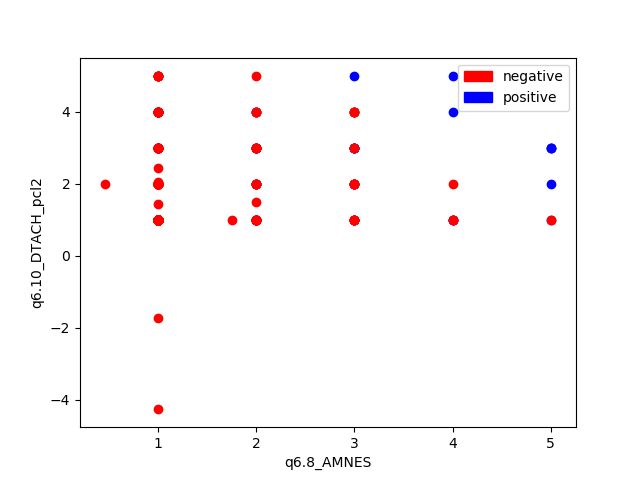 negative
positive
4
2
0
−2
−4
q6.10_DTACH_pcl2
1 2 3 4 5
q6.8_AMNES